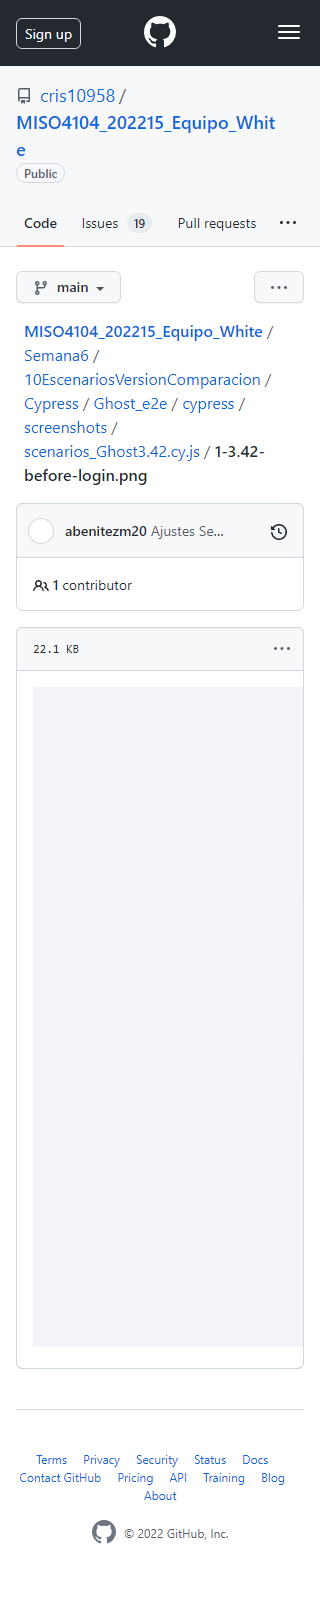 Sign up
cris10958 /
MISO4104_202215_Equipo_Whit
e
Public
Code Issues 19 Pull requests
main
MISO4104_202215_Equipo_White /
Semana6 /
10EscenariosVersionComparacion /
Cypress / Ghost_e2e / cypress /
screenshots /
scenarios_Ghost3.42.cy.js / 1-3.42-
before-login.png
abenitezm20 Ajustes Se...
1 contributor
22.1 KB
Terms Privacy Security Status Docs
Contact GitHub Pricing API Training Blog
About
© 2022 GitHub, Inc.